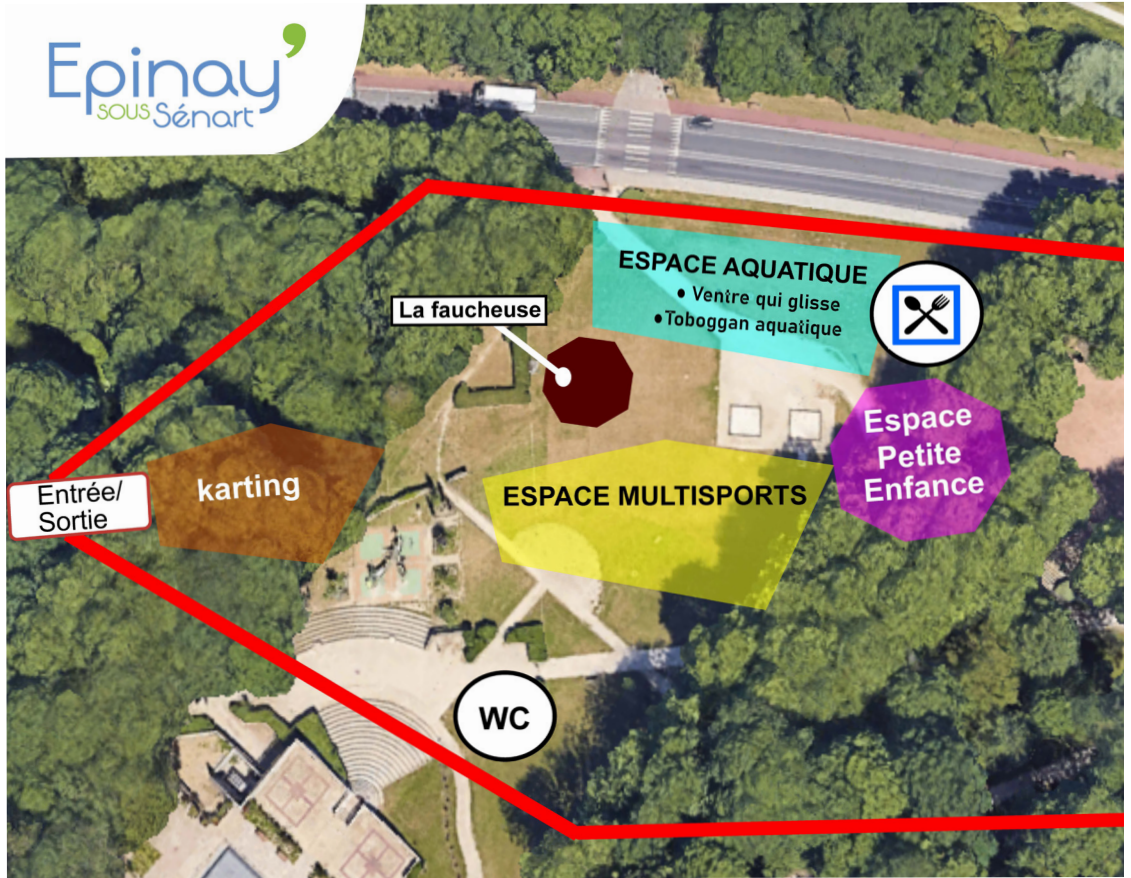 Epinay’
sous Sénart
ESPACE AQUATIQUE
• Ventre qui glisse
• Toboggan aquatique
La faucheuse
Espace
Petite
Enfance
karting
ESPACE MULTISPORTS
Entrée/
Sortie
WC